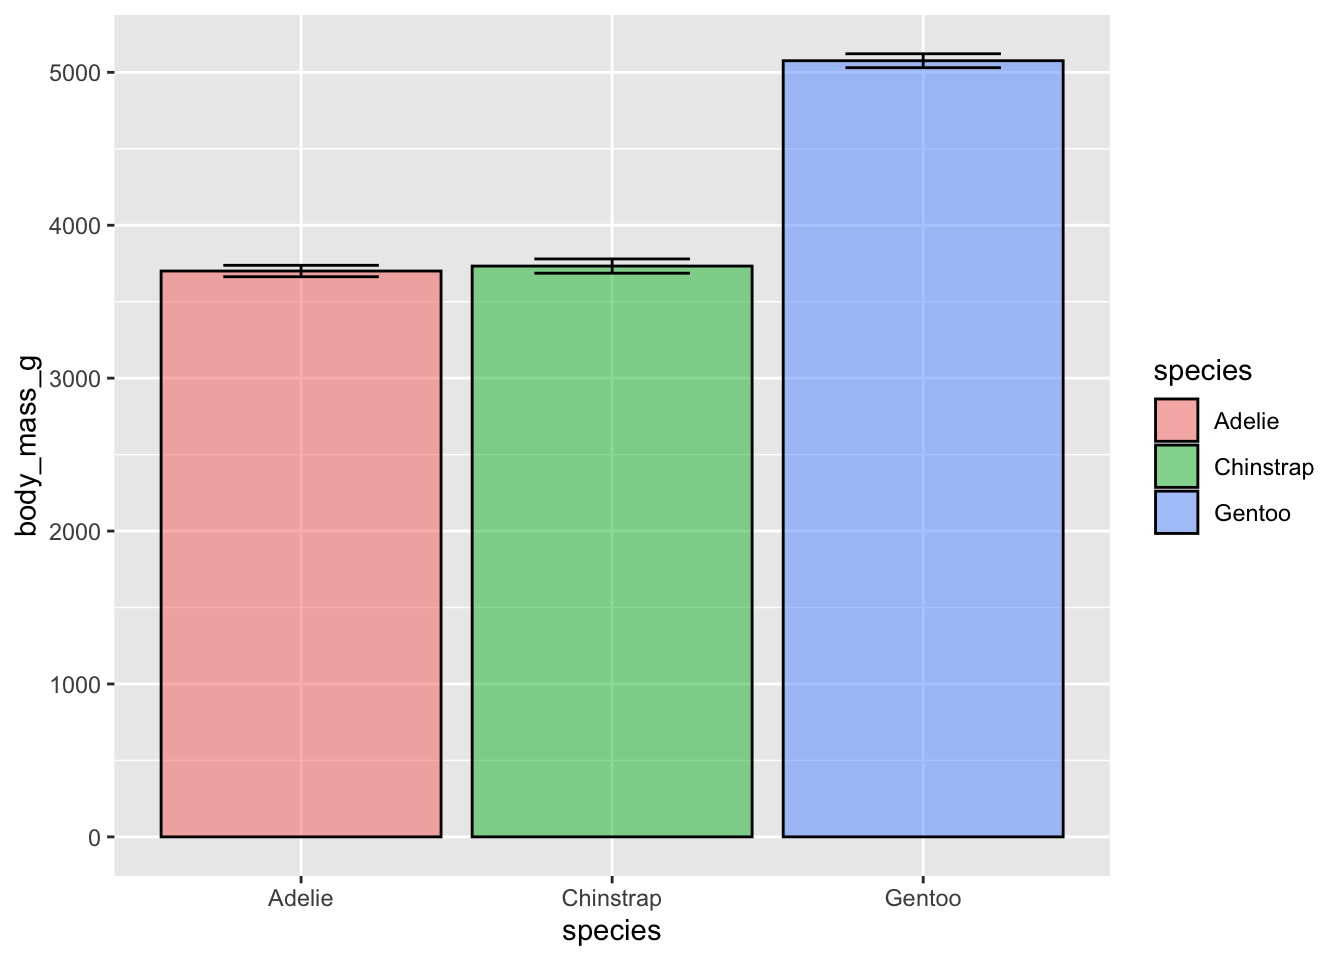 5000
4000
3000
2000
1000
0
body_mass_g
Adelie
Chinstrap
Gentoo
species
species
Adelie
Chinstrap
Gentoo